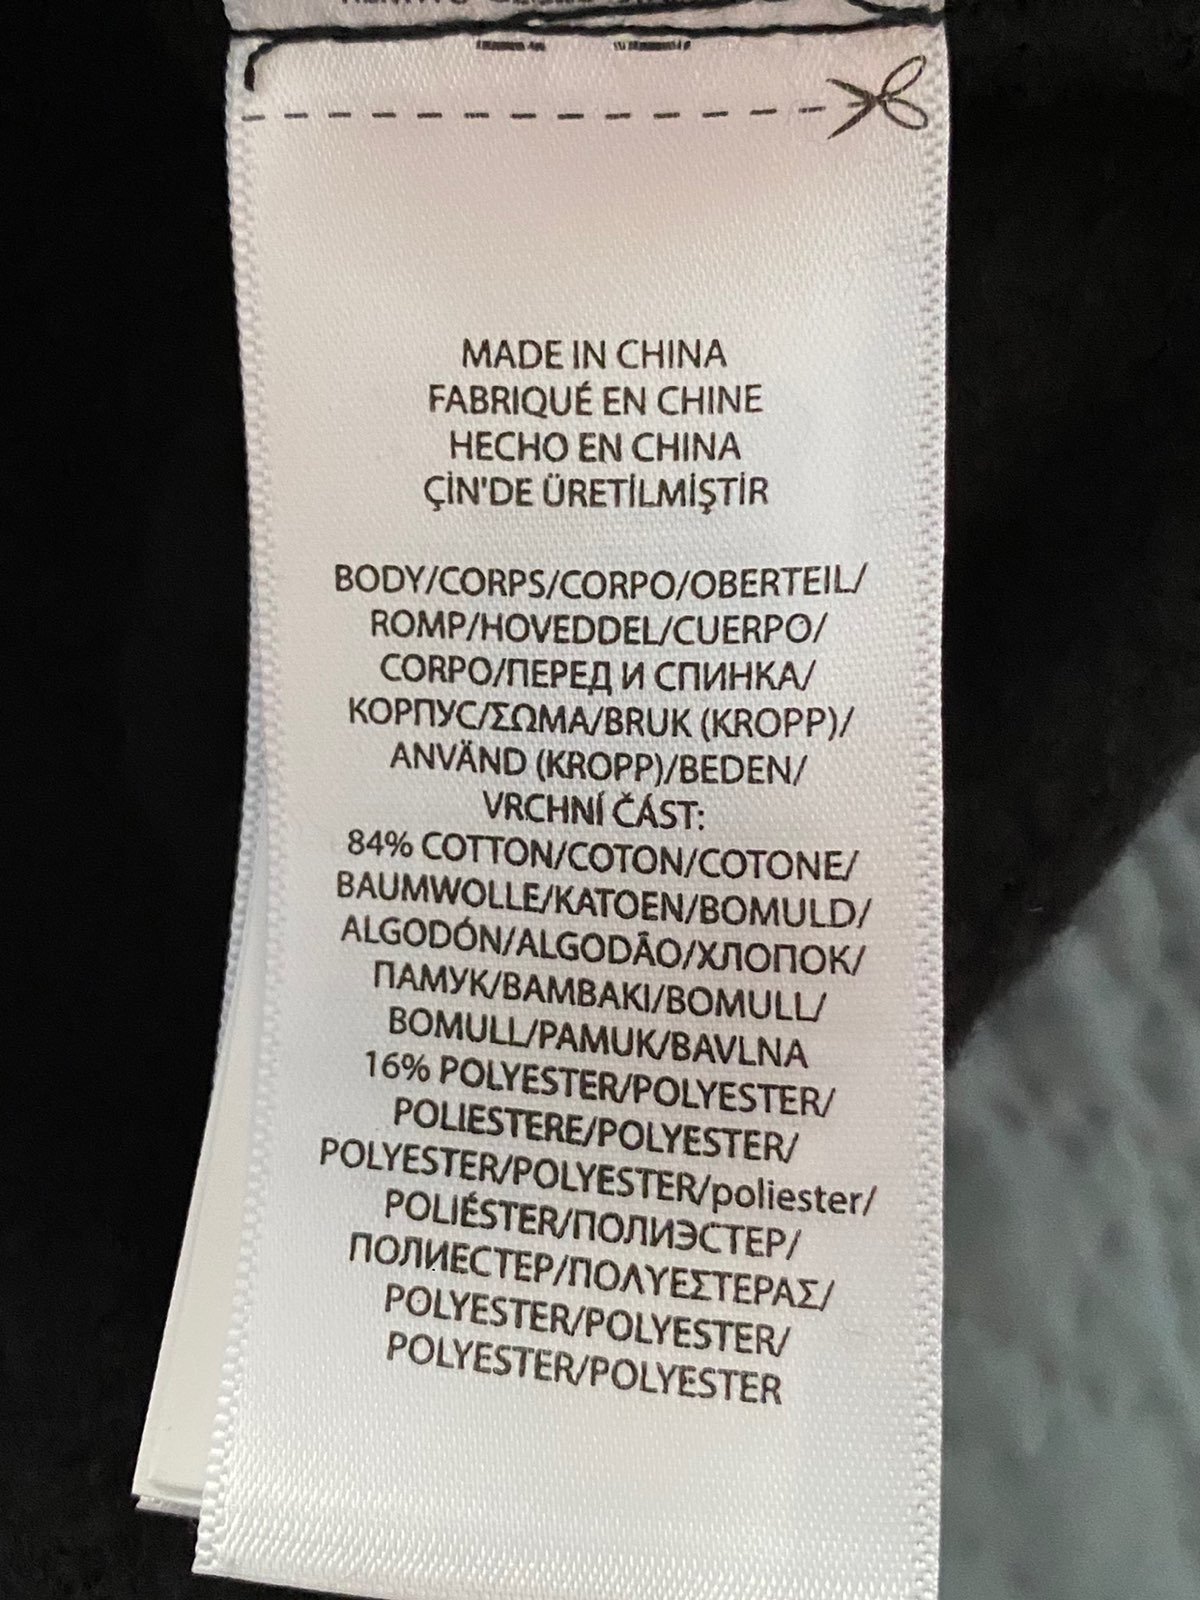 MADE IN CHINA
FABRIQUÉ EN CHINE
HECHO EN CHINA
ÇİN'DE ÜRETİLMİŞTİR
BODY/CORPS/CORPO/OBERTEIL/
ROMP/HOVEDDEL/CUERPO/
CORPO/ПЕРЕД И СПИНКА/
КОРПУС/ΣΩΜΑ/BRUK (KROPP)/
ANVÄND (KROPP)/BEDEN/
VRCHNÍ ČÁST:
84% COTTON/COTON/COTONE/
BAUMWOLLE/KATOEN/BOMULD/
ALGODÓN/ALGODÃO/ХЛОПОК/
ПАМУК/BAMBAKI/BOMULL/
BOMULL/PAMUK/BAVLNA
16% POLYESTER/POLYESTER/
POLIESTERE/POLYESTER/
POLYESTER/POLYESTER/poliester/
POLIÉSTER/ПОЛИЭСТЕР/
ПОЛИЕСТЕР/ΠΟΛΥΕΣΤΕΡΑΣ/
POLYESTER/POLYESTER/
POLYESTER/POLYESTER